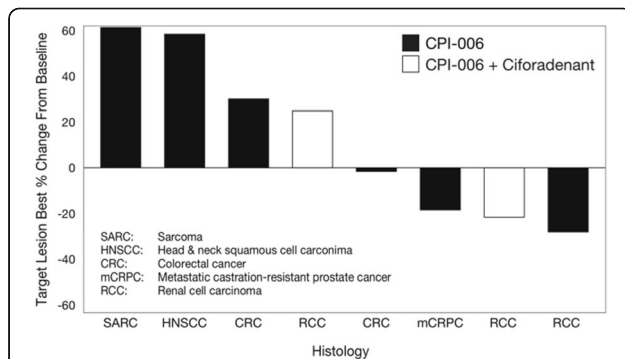 60
40
20
0
-20
-40
-60
Target Lesion Best % Change From Baseline
CPI-006
CPI-006 + Ciforadenant
SARC: Sarcoma
HNSCC: Head & neck squamous cell carconima
CRC: Colorectal cancer
mCRPC: Metastatic castration-resistant prostate cancer
RCC: Renal cell carcinoma
SARC HNSCC CRC RCC CRC mCRPC RCC RCC
Histology